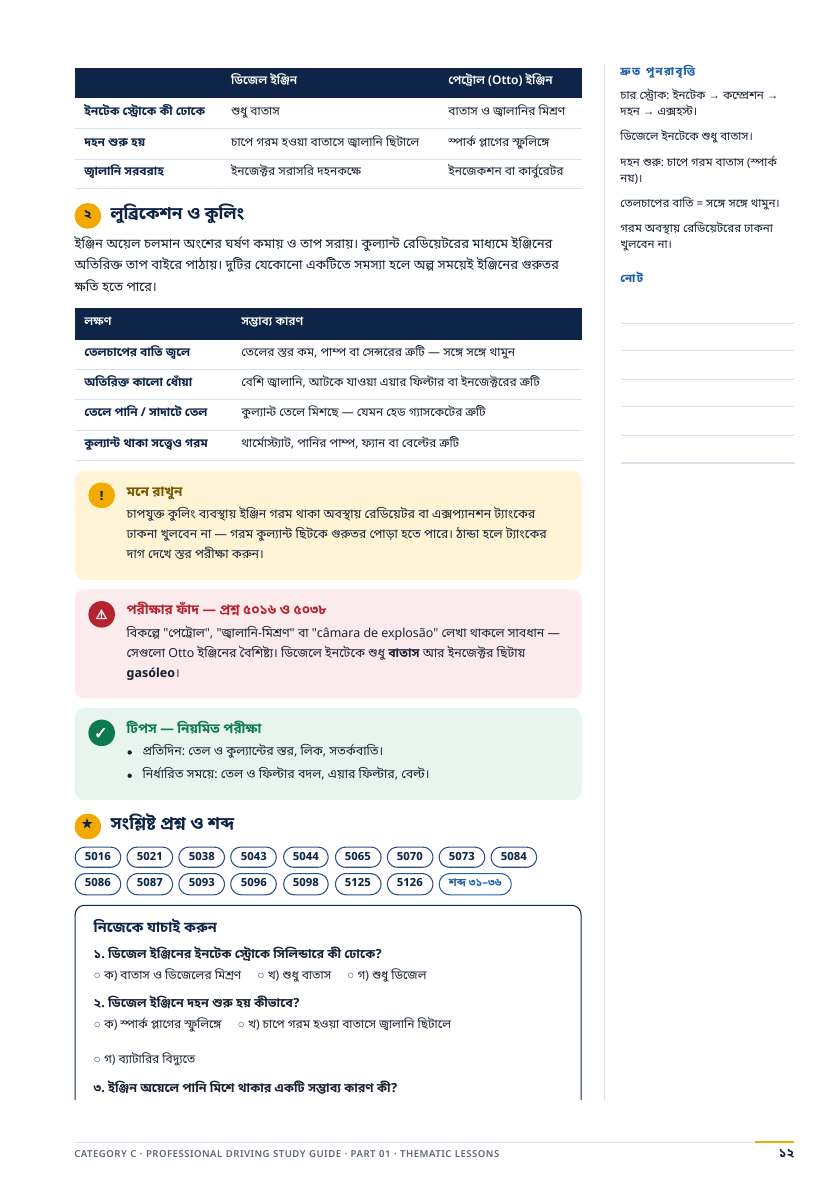 ডিজেল ইঞ্জিন পেট্রোল (Otto) ইঞ্জিন
ইনটেক স্ট্রোকে কী ঢোকে শুধু বাতাস বাতাস ও জ্বালানির মিশ্রণ
দহন শুরু হয় চাপে গরম হওয়া বাতাসে জ্বালানি ছিটালে স্পার্ক প্লাগের স্ফুলিঙ্গে
জ্বালানি সরবরাহ ইনজেক্টর সরাসরি দহনকক্ষে ইনজেকশন বা কার্বুরেটর
২ লুব্রিকেশন ও কুলিং
ইঞ্জিন অয়েল চলমান অংশের ঘর্ষণ কমায় ও তাপ সরায়। কুল্যান্ট রেডিয়েটরের মাধ্যমে ইঞ্জিনের
অতিরিক্ত তাপ বাইরে পাঠায়। দুটির যেকোনো একটিতে সমস্যা হলে অল্প সময়েই ইঞ্জিনের গুরুতর
ক্ষতি হতে পারে।
লক্ষণ সম্ভাব্য কারণ
তেলচাপের বাতি জ্বলে তেলের স্তর কম, পাম্প বা সেন্সরের ত্রুটি — সঙ্গে সঙ্গে থামুন
অতিরিক্ত কালো ধোঁয়া বেশি জ্বালানি, আটকে যাওয়া এয়ার ফিল্টার বা ইনজেক্টরের ত্রুটি
তেলে পানি / সাদাটে তেল কুল্যান্ট তেলে মিশছে — যেমন হেড গ্যাসকেটের ত্রুটি
কুল্যান্ট থাকা সত্ত্বেও গরম থার্মোস্ট্যাট, পানির পাম্প, ফ্যান বা বেল্টের ত্রুটি
! মনে রাখুন
চাপযুক্ত কুলিং ব্যবস্থায় ইঞ্জিন গরম থাকা অবস্থায় রেডিয়েটর বা এক্সপ্যানশন ট্যাংকের
ঢাকনা খুলবেন না — গরম কুল্যান্ট ছিটকে গুরুতর পোড়া হতে পারে। ঠান্ডা হলে ট্যাংকের
দাগ দেখে স্তর পরীক্ষা করুন।
⚠ পরীক্ষার ফাঁদ — প্রশ্ন ৫০১৬ ও ৫০৩৮
বিকল্পে "পেট্রোল", "জ্বালানি-মিশ্রণ" বা "câmara de explosão" লেখা থাকলে সাবধান —
সেগুলো Otto ইঞ্জিনের বৈশিষ্ট্য। ডিজেলে ইনটেকে শুধু বাতাস আর ইনজেক্টর ছিটায়
gasóleo।
✓ টিপস — নিয়মিত পরীক্ষা
• প্রতিদিন: তেল ও কুল্যান্টের স্তর, লিক, সতর্কবাতি।
• নির্ধারিত সময়ে: তেল ও ফিল্টার বদল, এয়ার ফিল্টার, বেল্ট।
★ সংশ্লিষ্ট প্রশ্ন ও শব্দ
5016 5021 5038 5043 5044 5065 5070 5073 5084
5086 5087 5093 5096 5098 5125 5126 শব্দ ৩১–৩৬
নিজেকে যাচাই করুন
১. ডিজেল ইঞ্জিনের ইনটেক স্ট্রোকে সিলিন্ডারে কী ঢোকে?
○ ক) বাতাস ও ডিজেলের মিশ্রণ ○ খ) শুধু বাতাস ○ গ) শুধু ডিজেল
২. ডিজেল ইঞ্জিনে দহন শুরু হয় কীভাবে?
○ ক) স্পার্ক প্লাগের স্ফুলিঙ্গে ○ খ) চাপে গরম হওয়া বাতাসে জ্বালানি ছিটালে
○ গ) ব্যাটারির বিদ্যুতে
৩. ইঞ্জিন অয়েলে পানি মিশে থাকার একটি সম্ভাব্য কারণ কী?
দ্রুত পুনরাবৃত্তি
চার স্ট্রোক: ইনটেক → কম্প্রেশন →
দহন → এক্সহস্ট।
ডিজেলে ইনটেকে শুধু বাতাস।
দহন শুরু: চাপে গরম বাতাস (স্পার্ক
নয়)।
তেলচাপের বাতি = সঙ্গে সঙ্গে থামুন।
গরম অবস্থায় রেডিয়েটরের ঢাকনা
খুলবেন না।
নোট
CATEGORY C · PROFESSIONAL DRIVING STUDY GUIDE · PART 01 · THEMATIC LESSONS ১২